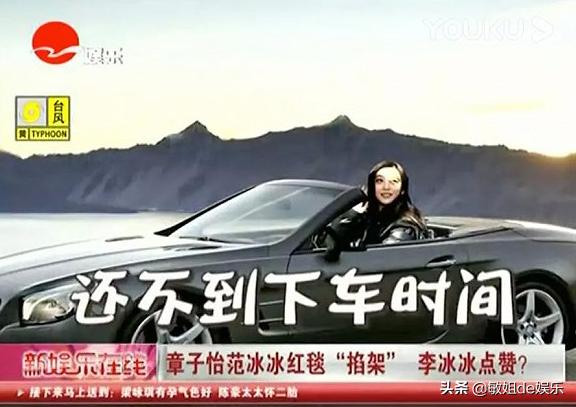 YOUKU
娱乐
台风
黄 TYPHOON
还不到下车时间
新娱乐在线
章子怡范冰冰红毯“掐架” 李冰冰点赞？
接下来马上送到：梁咏琪有孕气色好 陈豪太太怀二胎
头条 @敏姐de娱乐